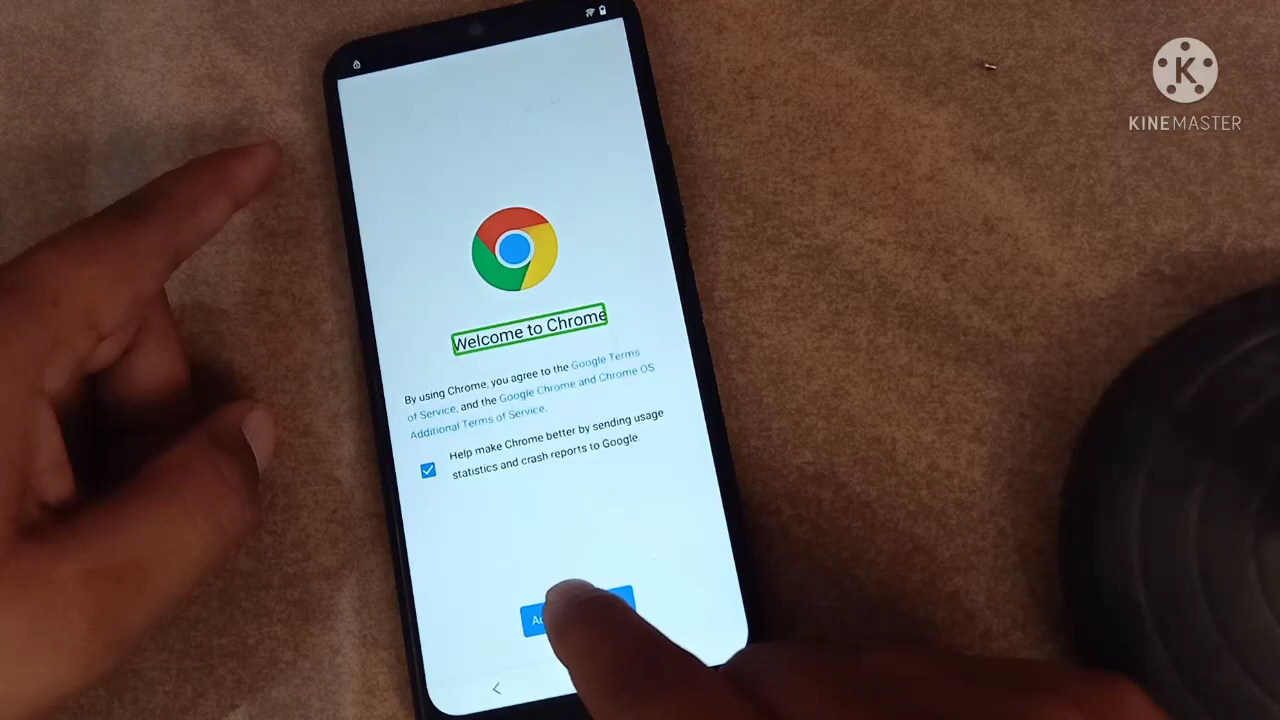 K
KINEMASTER
Welcome to Chrome
By using Chrome, you agree to the Google Terms
of Service, and the Google Chrome and Chrome OS
Additional Terms of Service.
Help make Chrome better by sending usage
statistics and crash reports to Google.